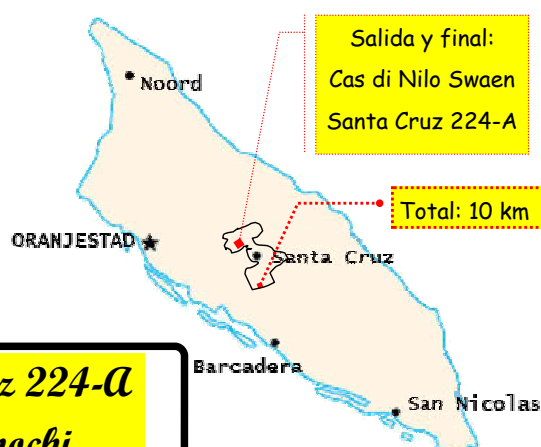 Salida y final:
Cas di Nilo Swaen
Santa Cruz 224-A
Noord
Total: 10 km
ORANJESTAD
Santa Cruz
Barcadera
San Nicolas
z 224-A